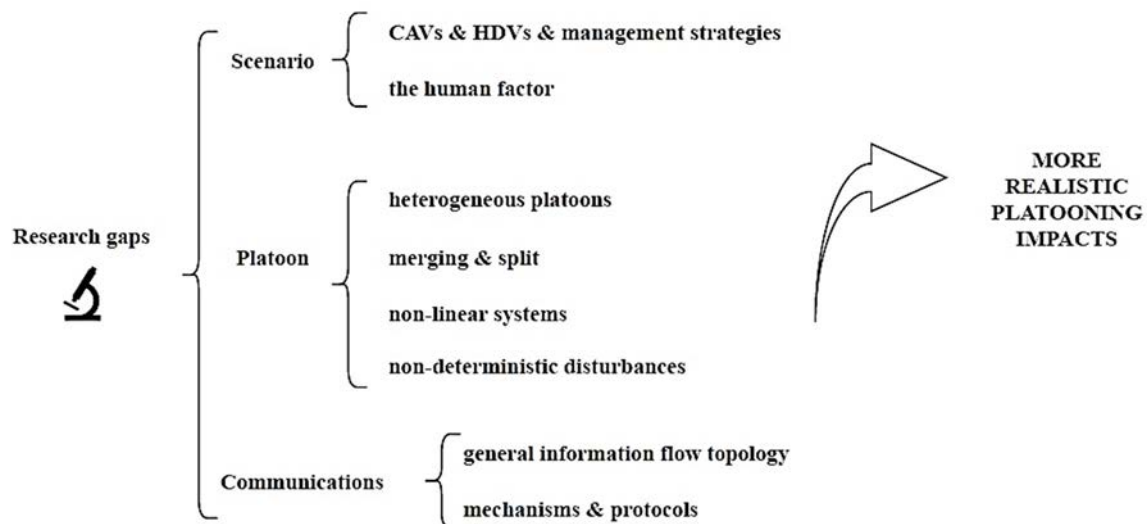 Research gaps
Scenario
CAVs & HDVs & management strategies
the human factor
Platoon
heterogeneous platoons
merging & split
non-linear systems
non-deterministic disturbances
Communications
general information flow topology
mechanisms & protocols
MORE
REALISTIC
PLATOONING
IMPACTS